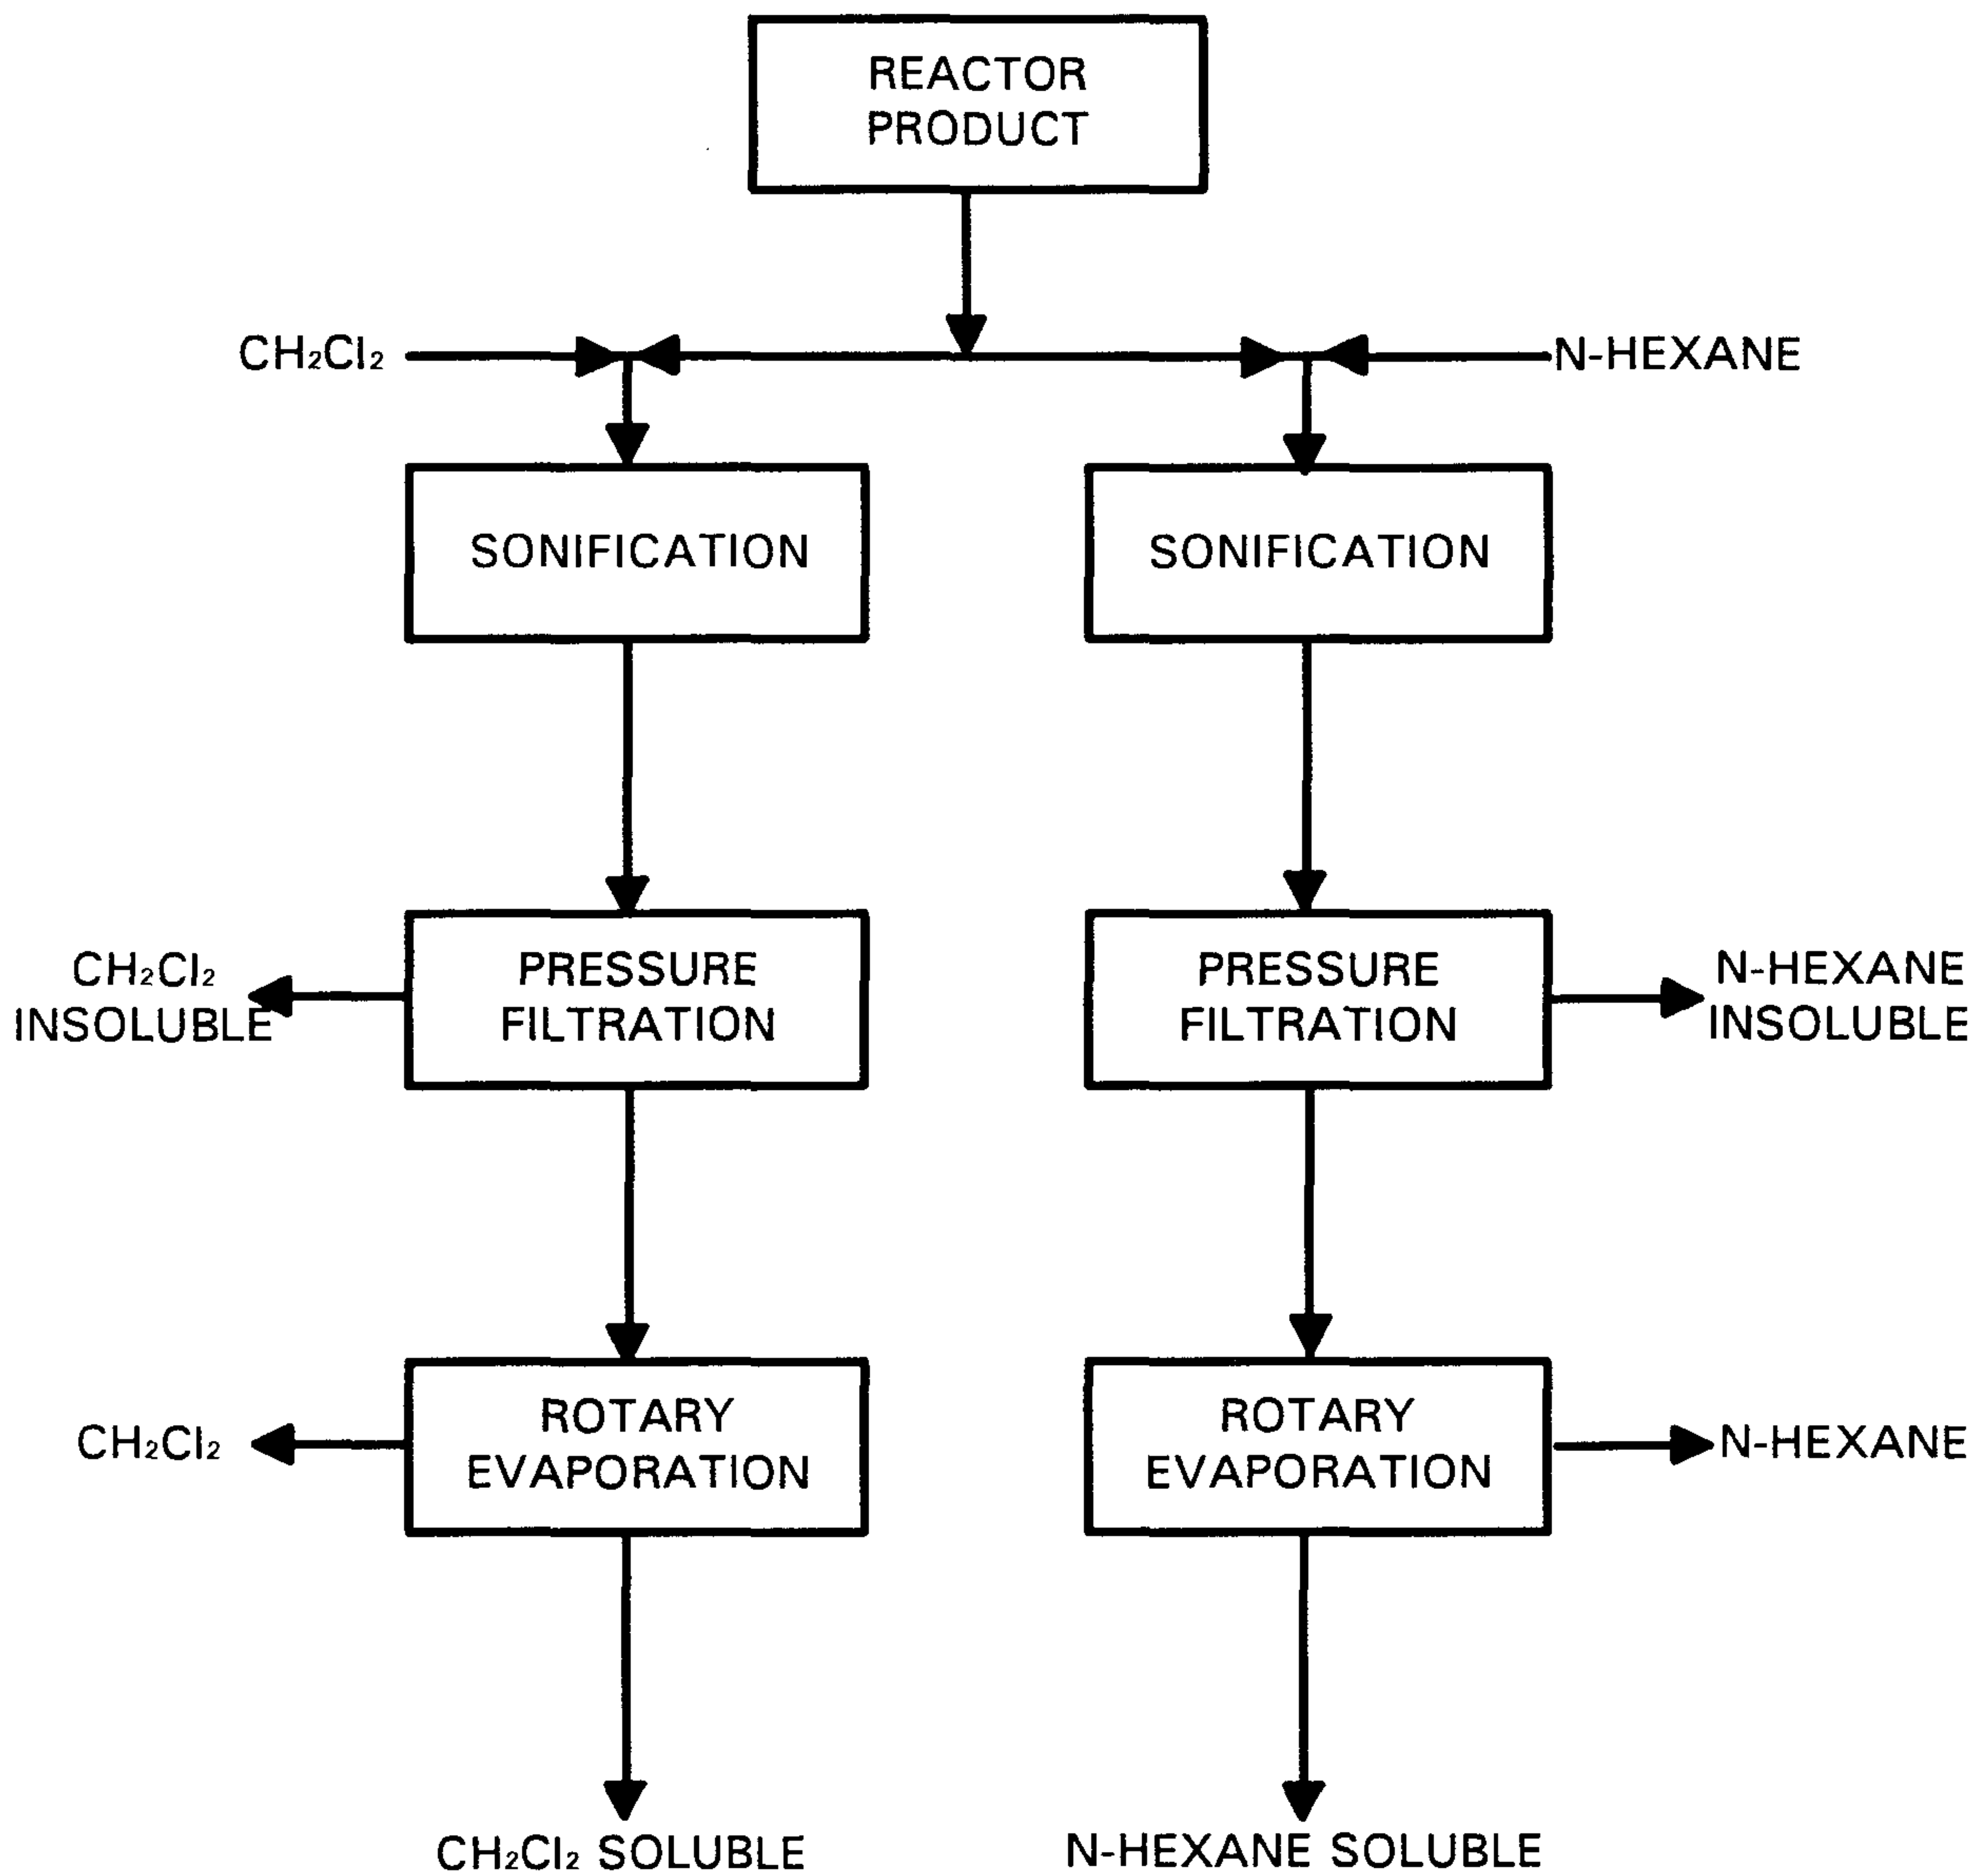 REACTOR
PRODUCT
CH₂Cl₂
N-HEXANE
SONIFICATION
SONIFICATION
CH₂Cl₂
INSOLUBLE
PRESSURE
FILTRATION
PRESSURE
FILTRATION
N-HEXANE
INSOLUBLE
CH₂Cl₂
ROTARY
EVAPORATION
ROTARY
EVAPORATION
N-HEXANE
CH₂Cl₂ SOLUBLE
N-HEXANE SOLUBLE